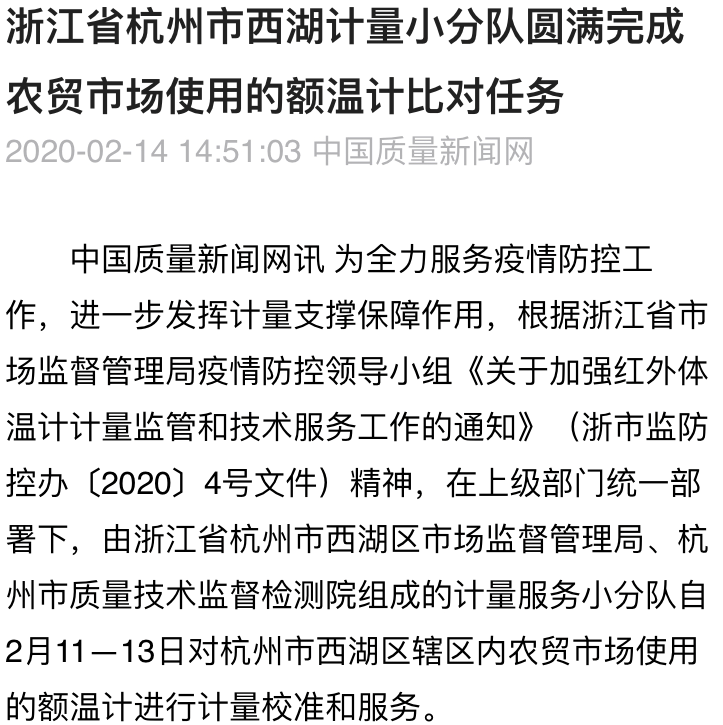 浙江省杭州市西湖计量小分队圆满完成
农贸市场使用的额温计比对任务
2020-02-14 14:51:03 中国质量新闻网
中国质量新闻网讯 为全力服务疫情防控工
作，进一步发挥计量支撑保障作用，根据浙江省市
场监督管理局疫情防控领导小组《关于加强红外体
温计计量监管和技术服务工作的通知》（浙市监防
控办〔2020〕4号文件）精神，在上级部门统一部
署下，由浙江省杭州市西湖区市场监督管理局、杭
州市质量技术监督检测院组成的计量服务小分队自
2月11—13日对杭州市西湖区辖区内农贸市场使用
的额温计进行计量校准和服务。